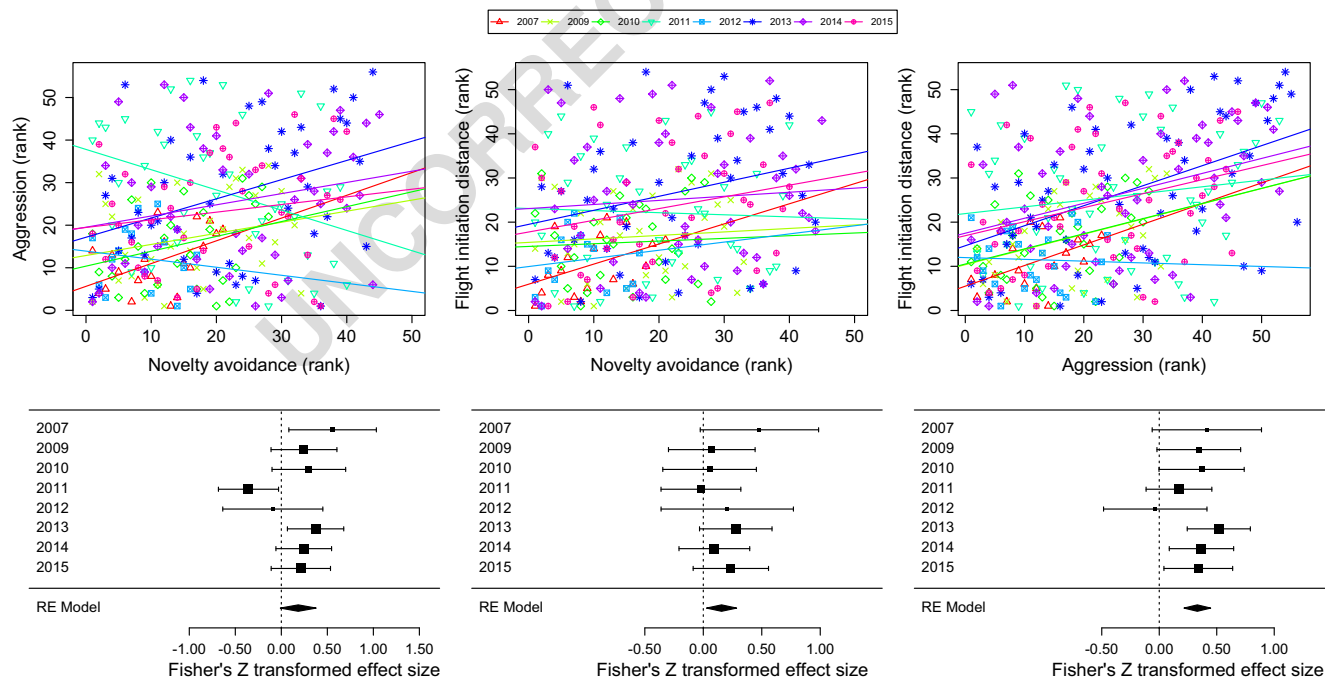 2007 2009 2010 2011 2012 2013 2014 2015
UNCORREC
Aggression (rank)
0 10 20 30 40 50
0 10 20 30 40 50
Novelty avoidance (rank)
Flight initiation distance (rank)
0 10 20 30 40 50
0 10 20 30 40 50
Novelty avoidance (rank)
Flight initiation distance (rank)
0 10 20 30 40 50
0 10 20 30 40 50
Aggression (rank)
2007
2009
2010
2011
2012
2013
2014
2015
RE Model
-1.00 -0.50 0.00 0.50 1.00 1.50
Fisher's Z transformed effect size
2007
2009
2010
2011
2012
2013
2014
2015
RE Model
-0.50 0.00 0.50 1.00
Fisher's Z transformed effect size
2007
2009
2010
2011
2012
2013
2014
2015
RE Model
-0.50 0.00 0.50 1.00
Fisher's Z transformed effect size